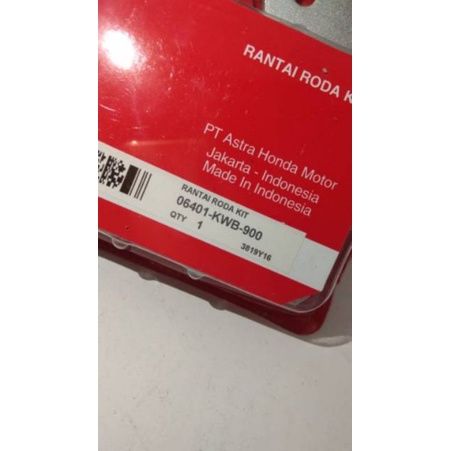 RANTAI RODA K
PT Astra Honda Motor
Jakarta - Indonesia
Made In Indonesia
RANTAI RODA KIT
06401-KWB-900
QTY 1
3819Y16